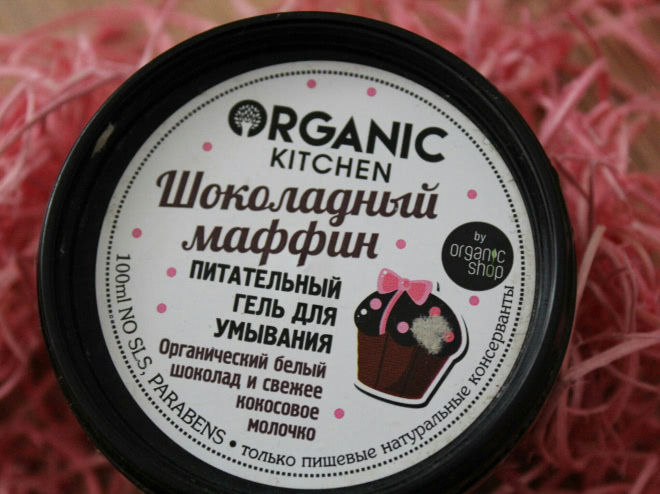 ORGANIC
KITCHEN
Шоколадный
маффин
ПИТАТЕЛЬНЫЙ
ГЕЛЬ ДЛЯ
УМЫВАНИЯ
Органический белый
шоколад и свежее
кокосовое
молочко
by
organic
shop
100ml NO SLS, PARABENS • только пищевые натуральные консерванты